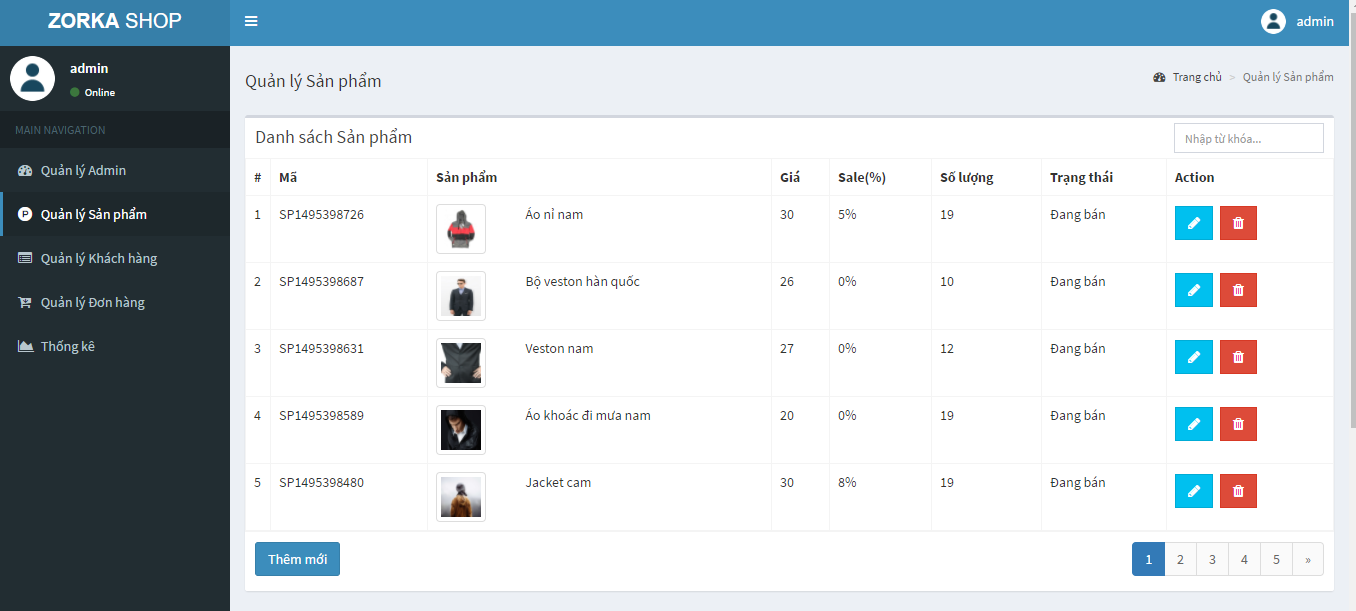 ZORKA SHOP
admin
admin
Online
MAIN NAVIGATION
Quản lý Admin
Quản lý Sản phẩm
Quản lý Khách hàng
Quản lý Đơn hàng
Thống kê
Quản lý Sản phẩm
Trang chủ > Quản lý Sản phẩm
Danh sách Sản phẩm
Nhập từ khóa...
# Mã Sản phẩm Giá Sale(%) Số lượng Trạng thái Action
1 SP1495398726 Áo nỉ nam 30 5% 19 Đang bán
2 SP1495398687 Bộ veston hàn quốc 26 0% 10 Đang bán
3 SP1495398631 Veston nam 27 0% 12 Đang bán
4 SP1495398589 Áo khoác đi mưa nam 20 0% 19 Đang bán
5 SP1495398480 Jacket cam 30 8% 19 Đang bán
Thêm mới
1 2 3 4 5 »